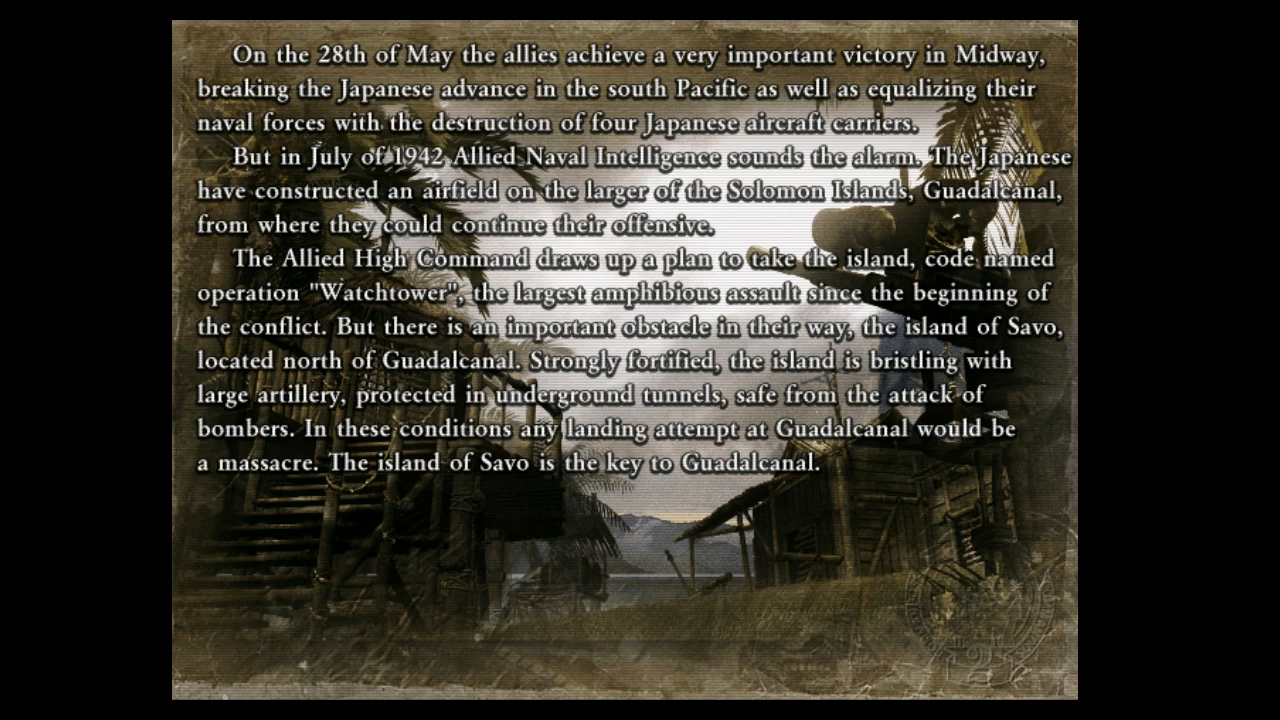 On the 28th of May the allies achieve a very important victory in Midway,
breaking the Japanese advance in the south Pacific as well as equalizing their
naval forces with the destruction of four Japanese aircraft carriers.
But in July of 1942 Allied Naval Intelligence sounds the alarm. The Japanese
have constructed an airfield on the larger of the Solomon Islands, Guadalcanal,
from where they could continue their offensive.
The Allied High Command draws up a plan to take the island, code named
operation "Watchtower", the largest amphibious assault since the beginning of
the conflict. But there is an important obstacle in their way, the island of Savo,
located north of Guadalcanal. Strongly fortified, the island is bristling with
large artillery, protected in underground tunnels, safe from the attack of
bombers. In these conditions any landing attempt at Guadalcanal would be
a massacre. The island of Savo is the key to Guadalcanal.